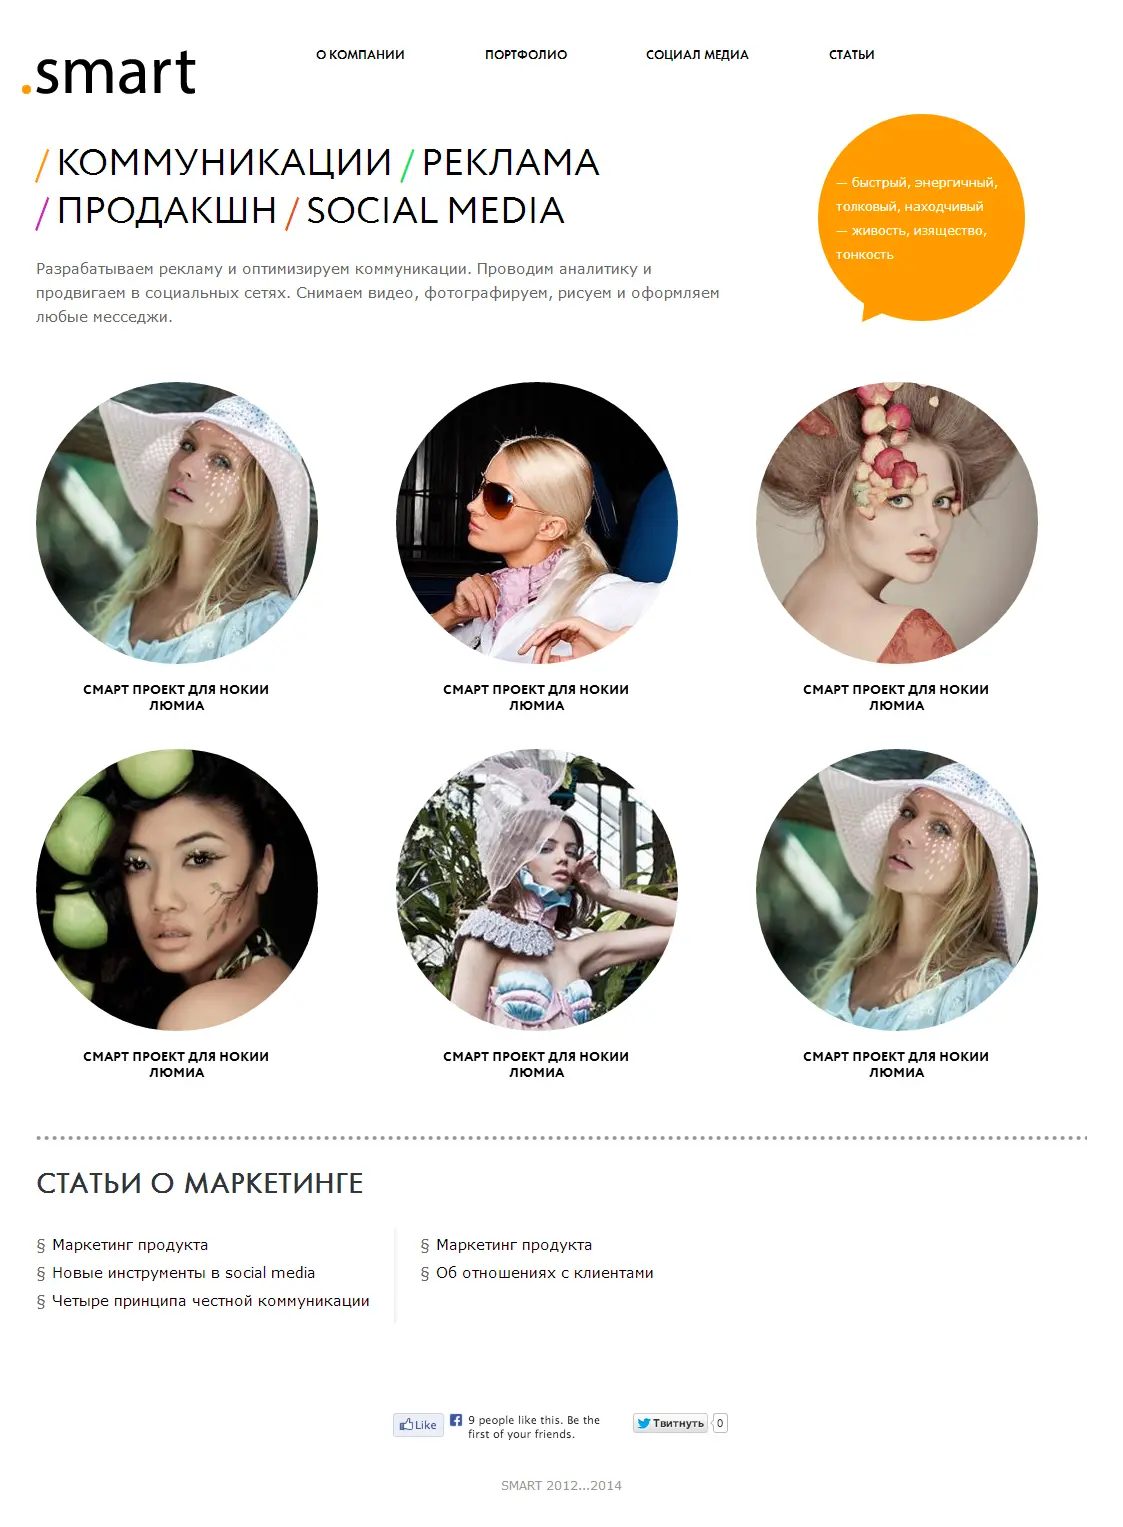 .smart
О КОМПАНИИ ПОРТФОЛИО СОЦИАЛ МЕДИА СТАТЬИ
/ КОММУНИКАЦИИ / РЕКЛАМА
/ ПРОДАКШН / SOCIAL MEDIA
Разрабатываем рекламу и оптимизируем коммуникации. Проводим аналитику и
продвигаем в социальных сетях. Снимаем видео, фотографируем, рисуем и оформляем
любые месседжи.
— быстрый, энергичный,
толковый, находчивый
— живость, изящество,
тонкость
СМАРТ ПРОЕКТ ДЛЯ НОКИИ
ЛЮМИА
СМАРТ ПРОЕКТ ДЛЯ НОКИИ
ЛЮМИА
СМАРТ ПРОЕКТ ДЛЯ НОКИИ
ЛЮМИА
СМАРТ ПРОЕКТ ДЛЯ НОКИИ
ЛЮМИА
СМАРТ ПРОЕКТ ДЛЯ НОКИИ
ЛЮМИА
СМАРТ ПРОЕКТ ДЛЯ НОКИИ
ЛЮМИА
СТАТЬИ О МАРКЕТИНГЕ
§ Маркетинг продукта
§ Новые инструменты в social media
§ Четыре принципа честной коммуникации
§ Маркетинг продукта
§ Об отношениях с клиентами
Like
9 people like this. Be the
first of your friends.
Твитнуть 0
SMART 2012...2014